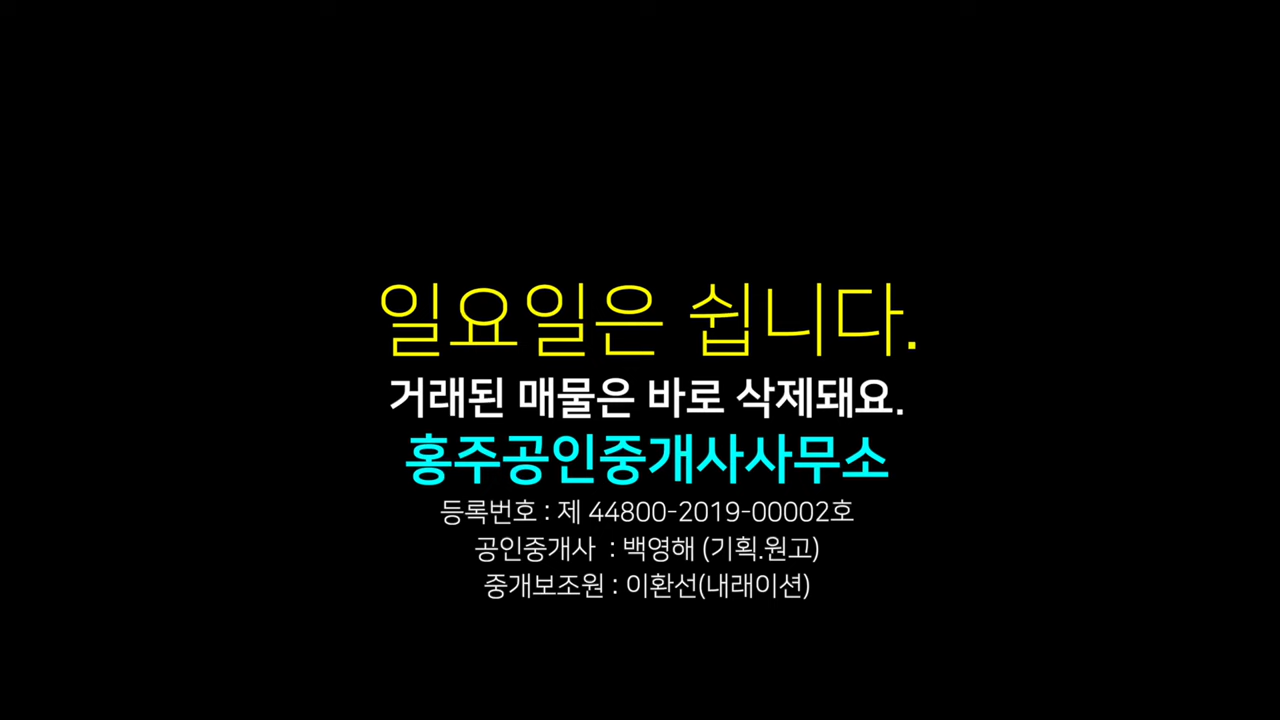 일요일은 쉽니다.
거래된 매물은 바로 삭제돼요.
홍주공인중개사사무소
등록번호 : 제 44800-2019-00002호
공인중개사 : 백영해 (기획.원고)
중개보조원 : 이환선(내래이션)